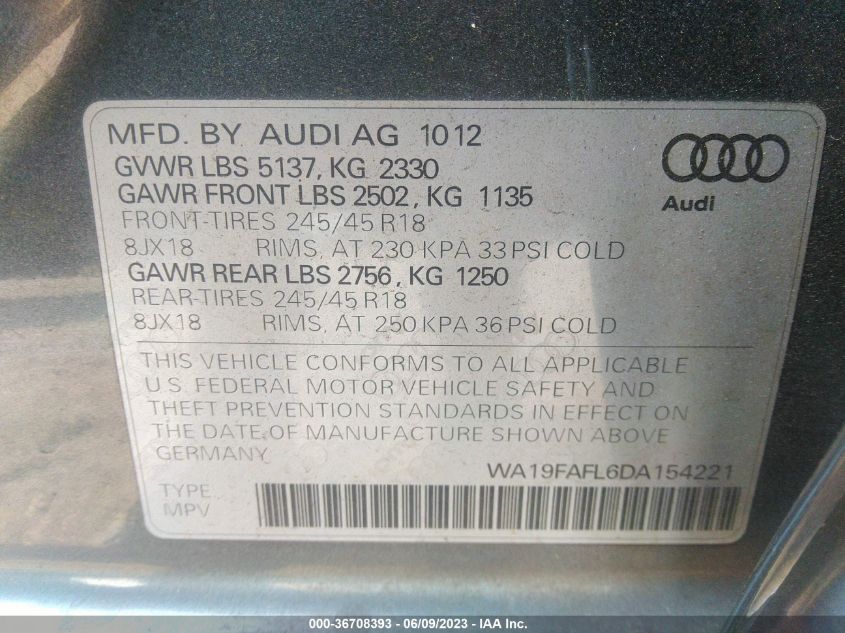 MFD. BY AUDI AG 10 12
GVWR LBS 5137, KG 2330
GAWR FRONT LBS 2502, KG 1135
FRONT-TIRES 245/45 R18
8JX18 RIMS, AT 230 KPA 33 PSI COLD
GAWR REAR LBS 2756, KG 1250
REAR-TIRES 245/45 R18
8JX18 RIMS, AT 250 KPA 36 PSI COLD
Audi
THIS VEHICLE CONFORMS TO ALL APPLICABLE
U.S. FEDERAL MOTOR VEHICLE SAFETY AND
THEFT PREVENTION STANDARDS IN EFFECT ON
THE DATE OF MANUFACTURE SHOWN ABOVE
GERMANY
WA19FAFL6DA154221
TYPE
MPV
000-36708393 - 06/09/2023 - IAA Inc.